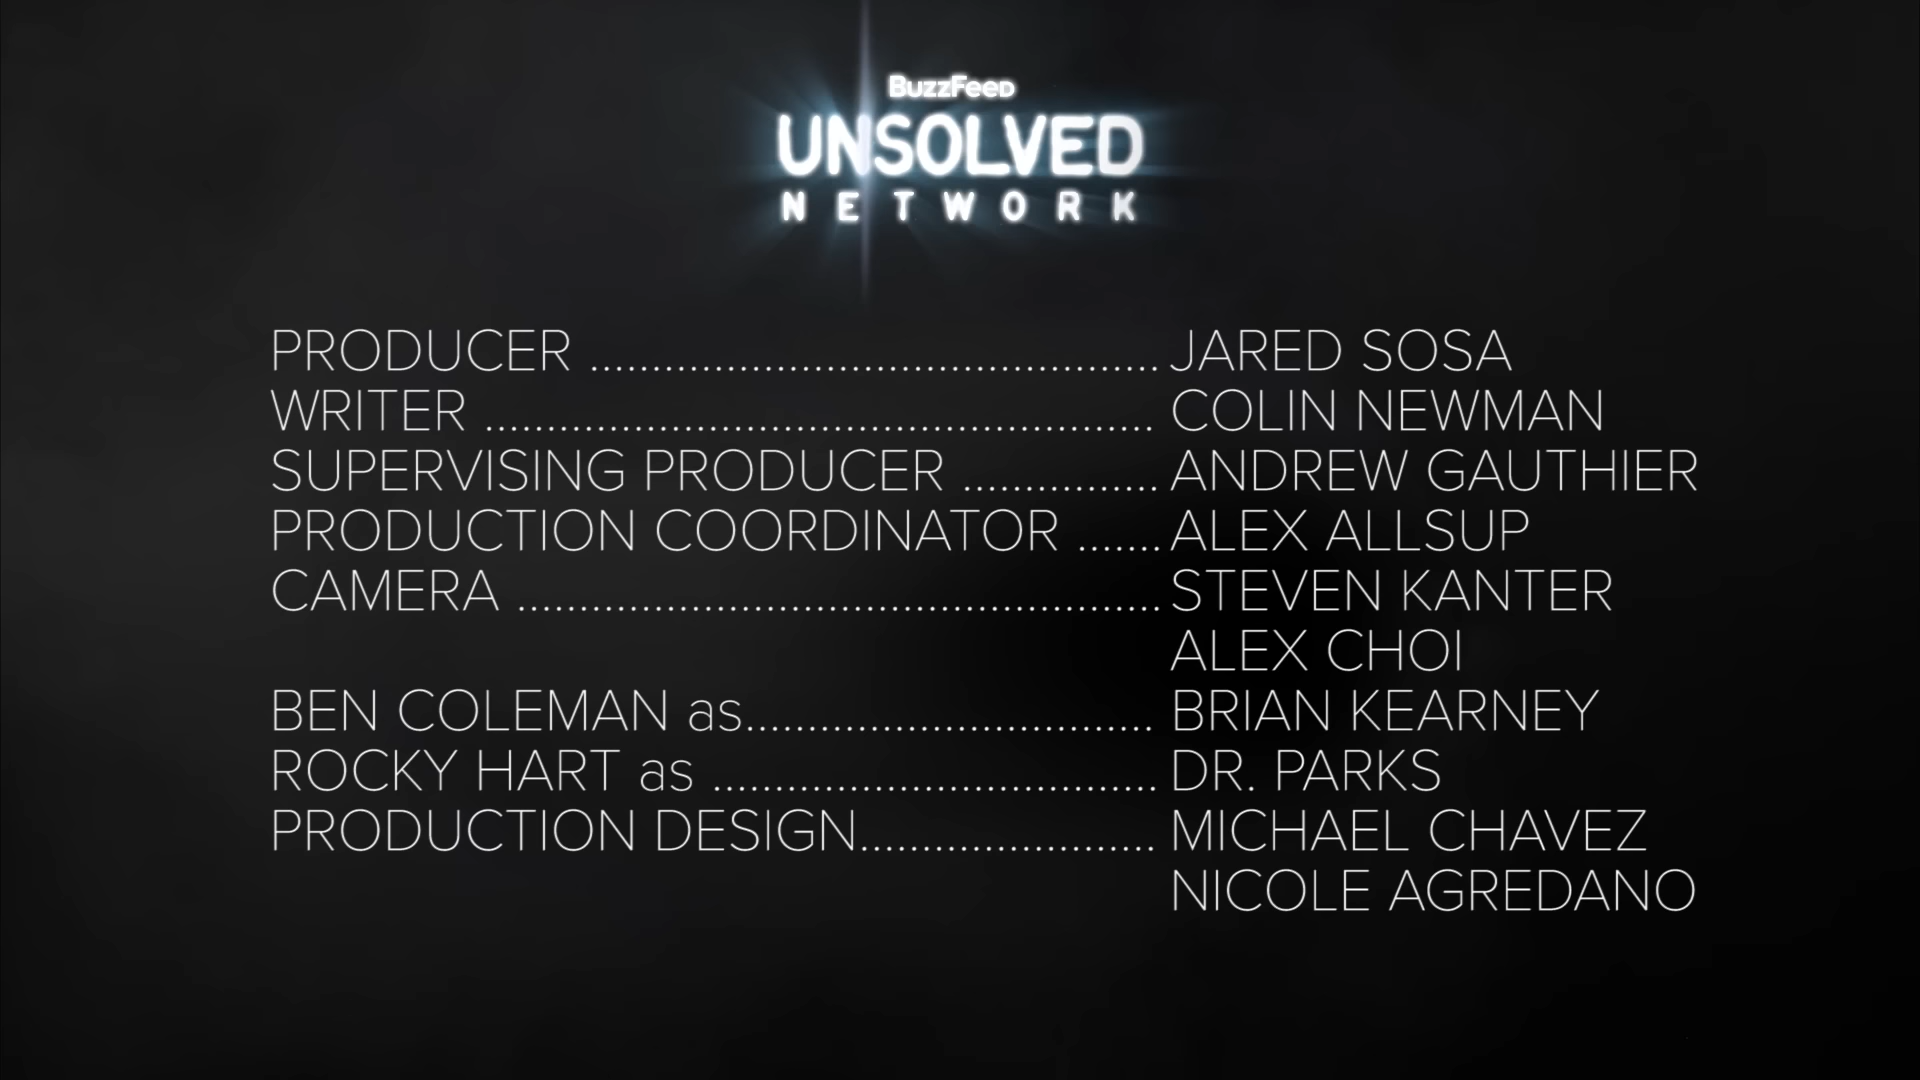 BuzzFeed
UNSOLVED
NETWORK
PRODUCER ............................................... JARED SOSA
WRITER ....................................................... COLIN NEWMAN
SUPERVISING PRODUCER ................ ANDREW GAUTHIER
PRODUCTION COORDINATOR ....... ALEX ALLSUP
CAMERA ..................................................... STEVEN KANTER
ALEX CHOI
BEN COLEMAN as.................................. BRIAN KEARNEY
ROCKY HART as ..................................... DR. PARKS
PRODUCTION DESIGN........................ MICHAEL CHAVEZ
NICOLE AGREDANO